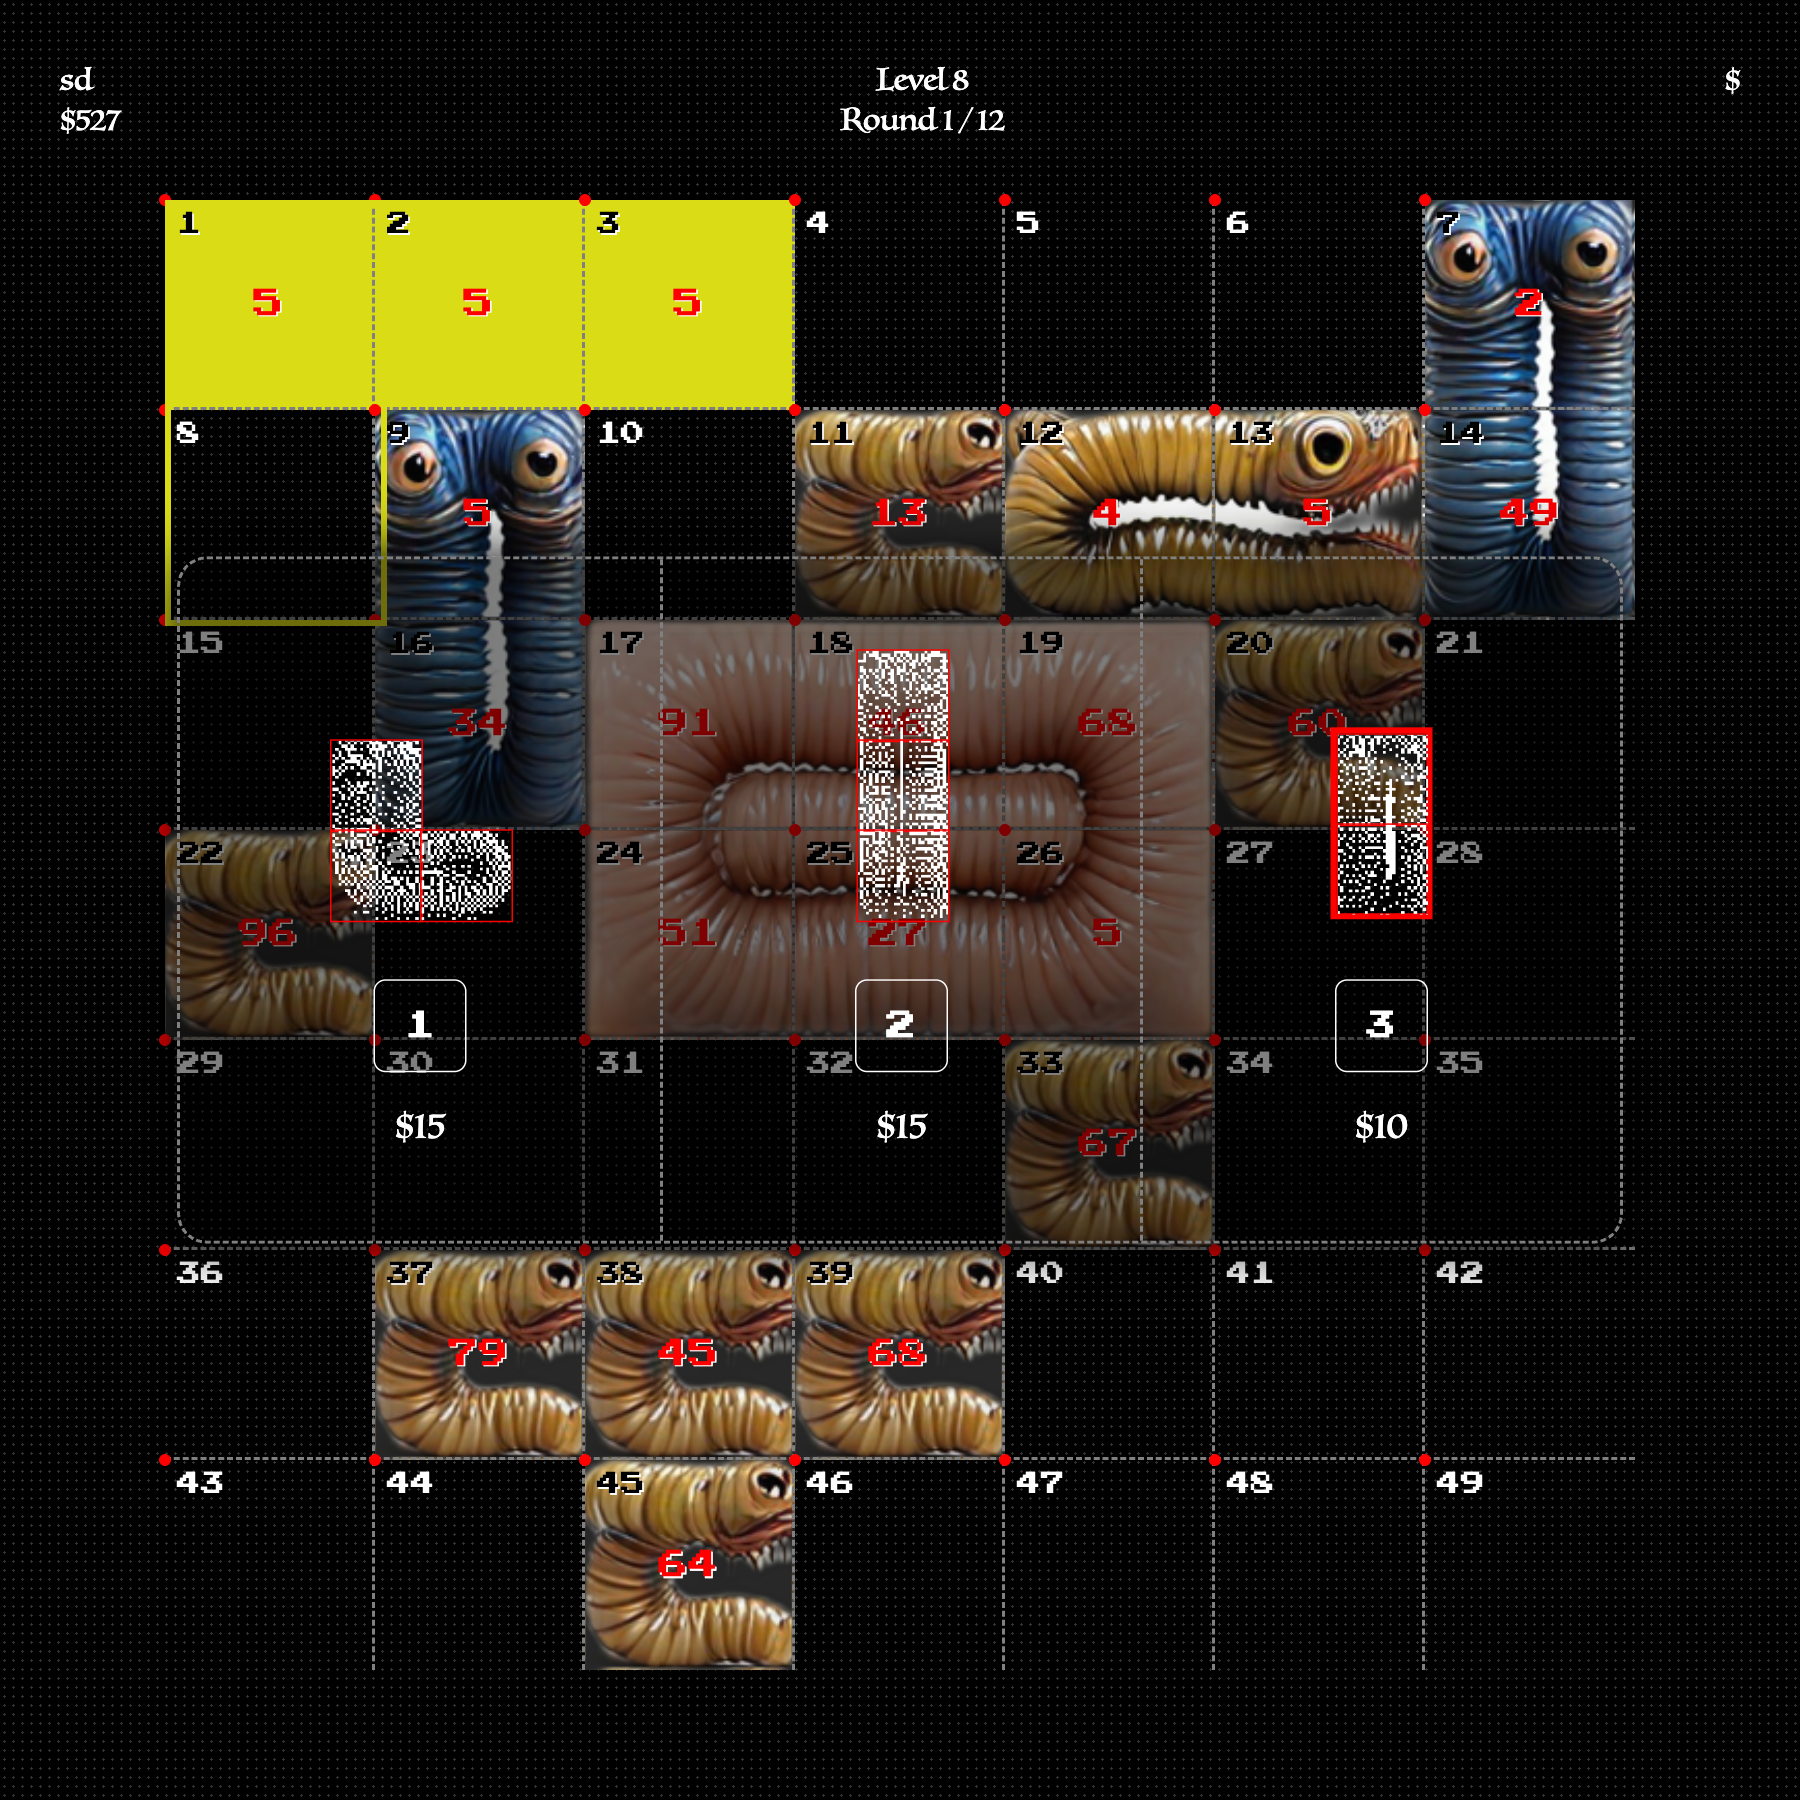 sd
Level 8
$
$527
Round 1/12
1 2 3 4 5 6 7
5 5 5 2
8 9 10 11 12 13 14
5 13 4 5 49
15 16 17 18 19 20 21
34 91 46 68 60
22 24 25 26 27 28
96 51 27 5
1 2 3
29 30 31 32 33 34 35
$15 $15 67 $10
36 37 38 39 40 41 42
79 45 68
43 44 45 46 47 48 49
64